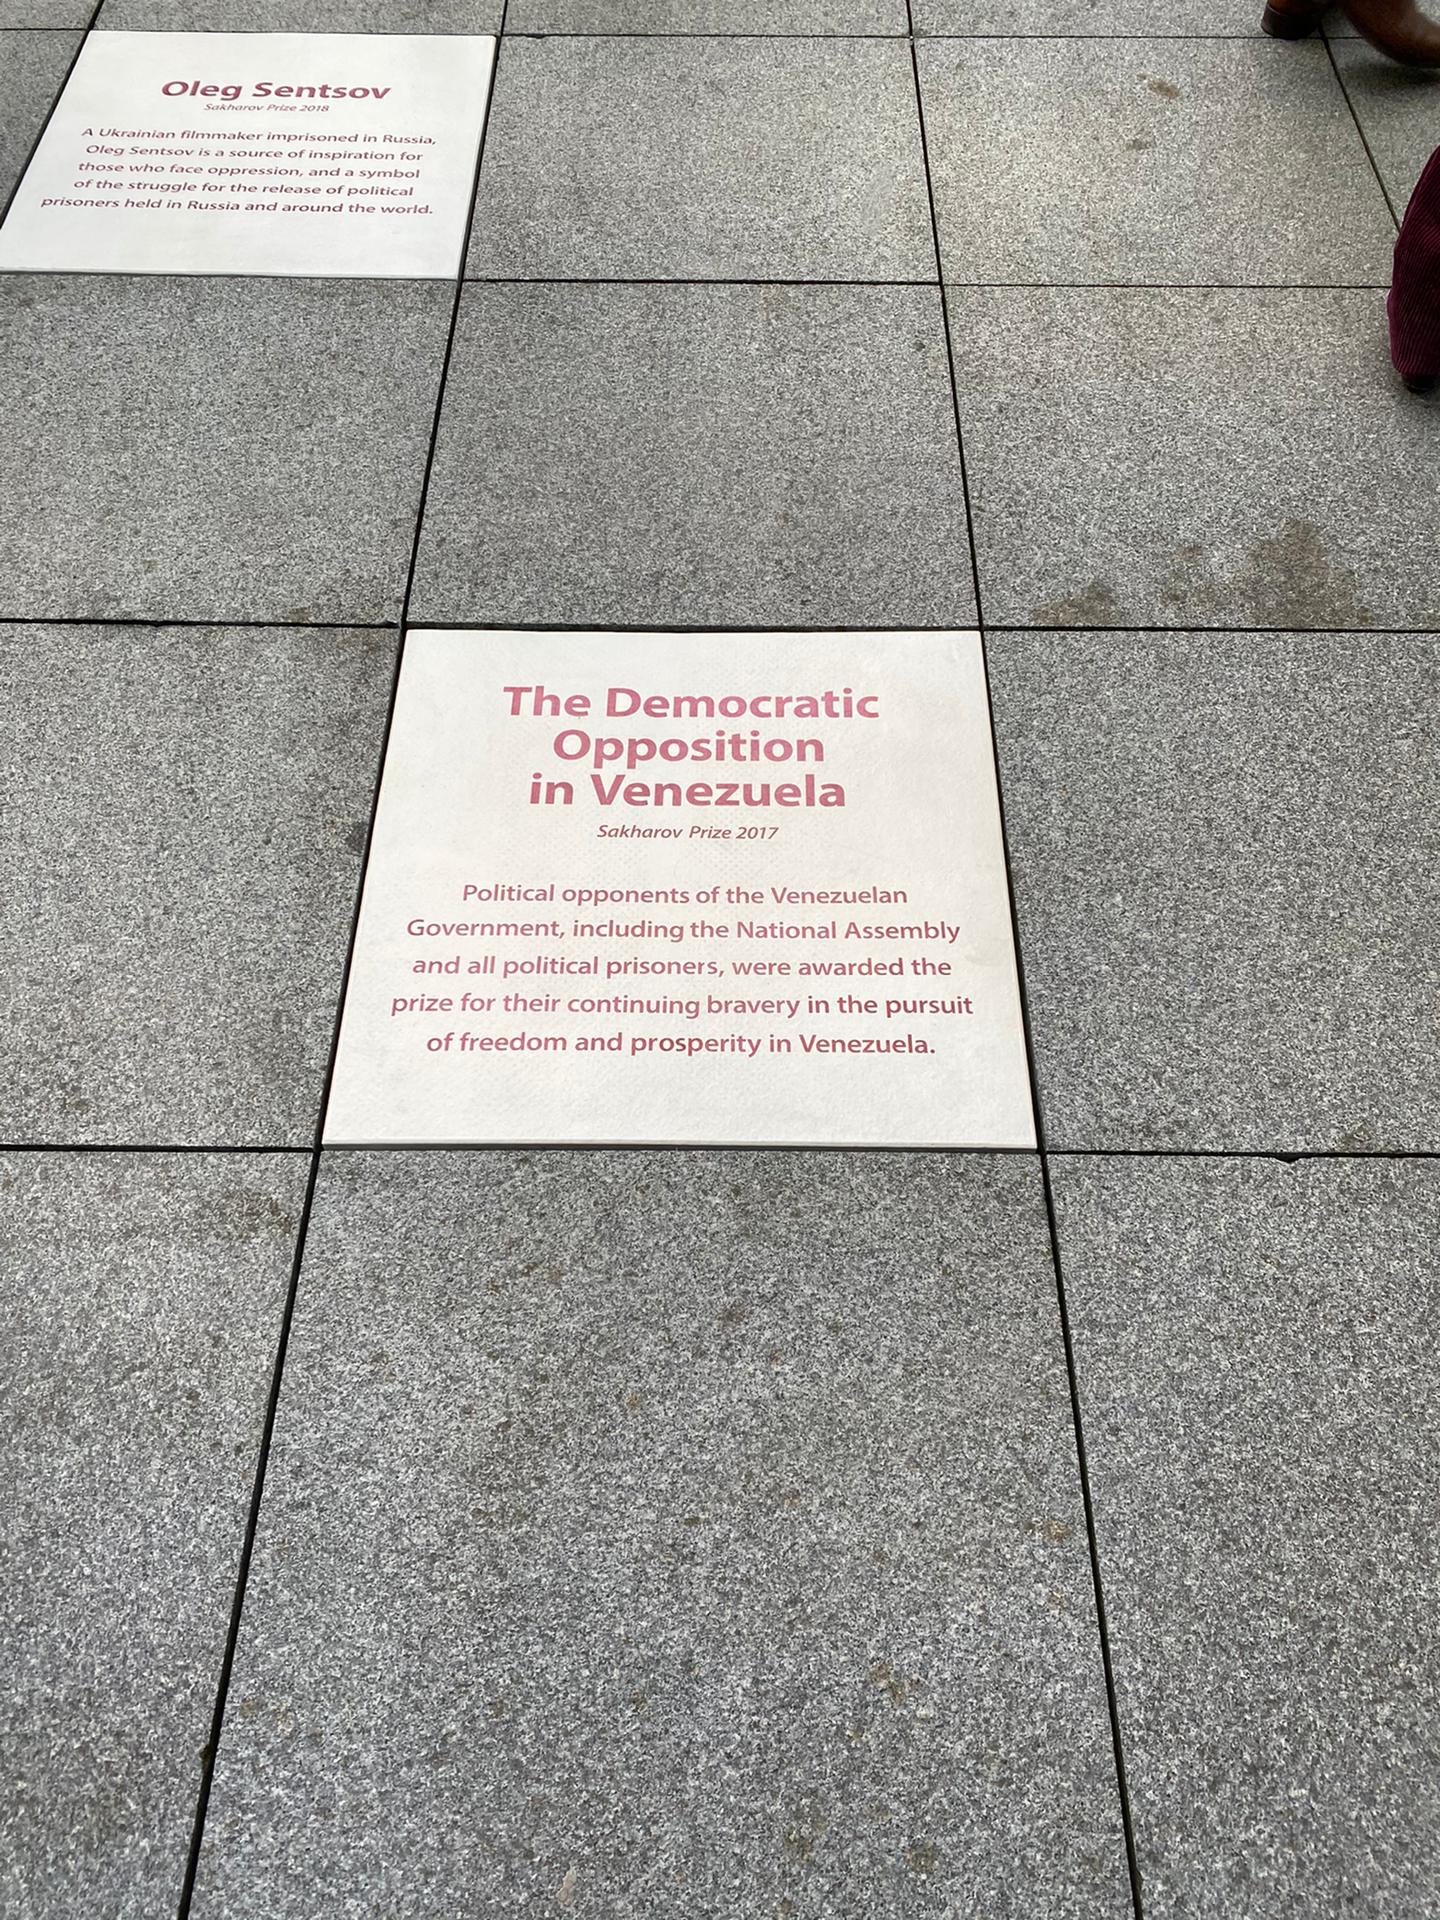 Oleg Sentsov
Sakharov Prize 2018
A Ukrainian filmmaker imprisoned in Russia,
Oleg Sentsov is a source of inspiration for
those who face oppression, and a symbol
of the struggle for the release of political
prisoners held in Russia and around the world.
The Democratic
Opposition
in Venezuela
Sakharov Prize 2017
Political opponents of the Venezuelan
Government, including the National Assembly
and all political prisoners, were awarded the
prize for their continuing bravery in the pursuit
of freedom and prosperity in Venezuela.